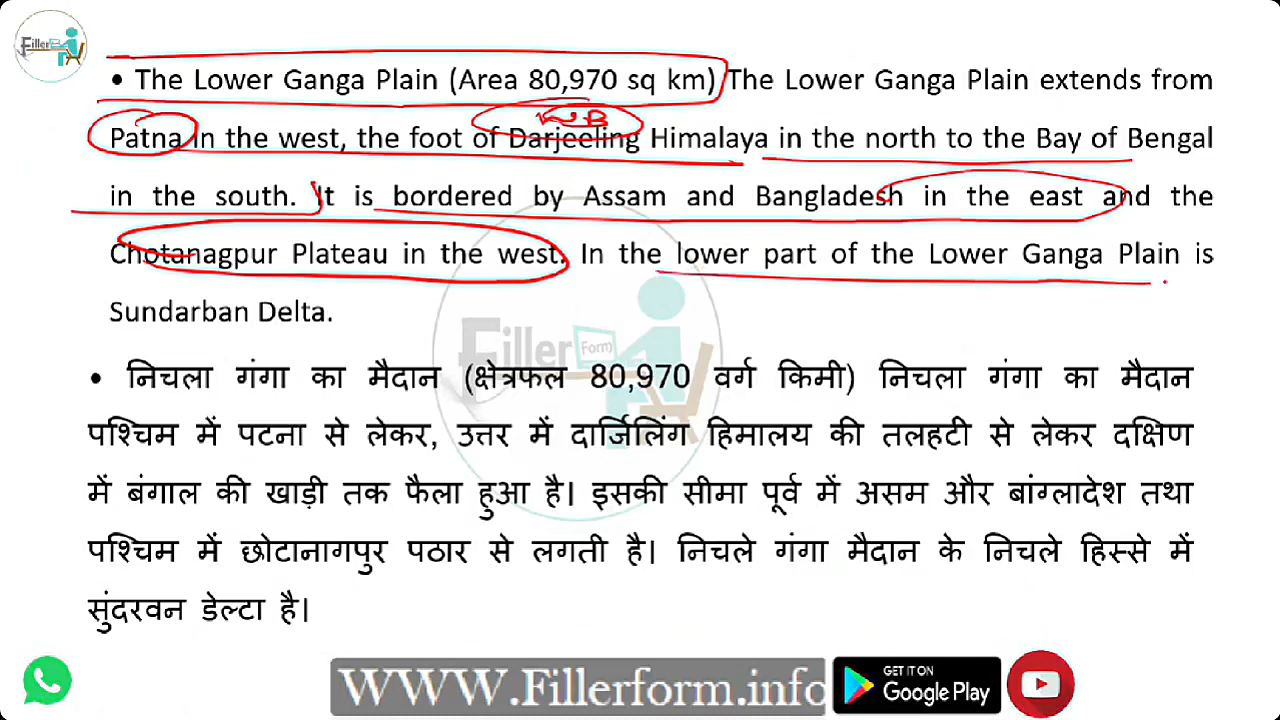 Filler
• The Lower Ganga Plain (Area 80,970 sq km) The Lower Ganga Plain extends from
WB
Patna in the west, the foot of Darjeeling Himalaya in the north to the Bay of Bengal
in the south. It is bordered by Assam and Bangladesh in the east and the
Chotanagpur Plateau in the west. In the lower part of the Lower Ganga Plain is
Sundarban Delta.
Filler Form
• निचला गंगा का मैदान (क्षेत्रफल 80,970 वर्ग किमी) निचला गंगा का मैदान
पश्चिम में पटना से लेकर, उत्तर में दार्जिलिंग हिमालय की तलहटी से लेकर दक्षिण
में बंगाल की खाड़ी तक फैला हुआ है। इसकी सीमा पूर्व में असम और बांग्लादेश तथा
पश्चिम में छोटानागपुर पठार से लगती है। निचले गंगा मैदान के निचले हिस्से में
सुंदरवन डेल्टा है।
WWW.Fillerform.info
GET IT ON
Google Play